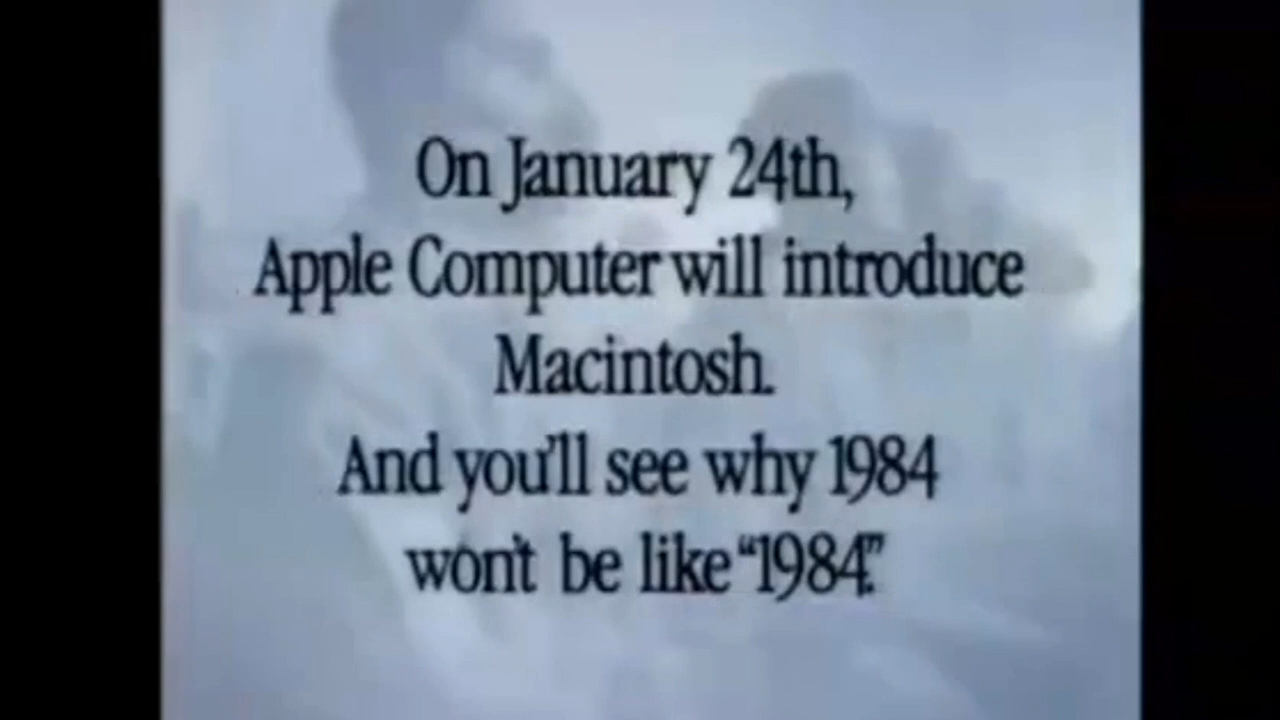 On January 24th,
Apple Computer will introduce
Macintosh.
And you'll see why 1984
won't be like “1984.”